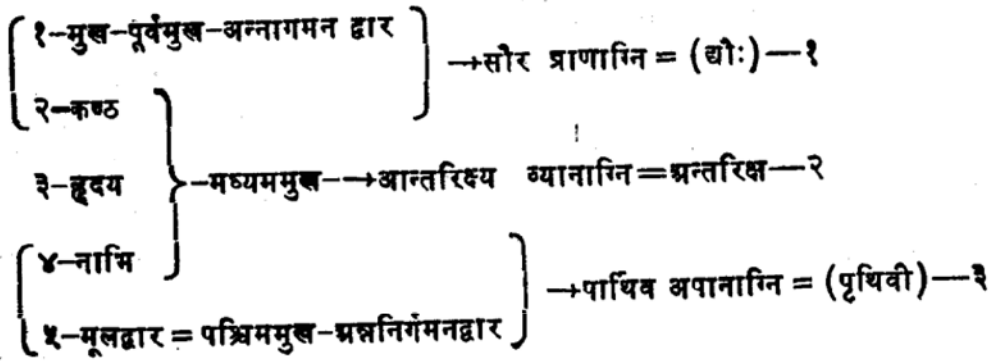 १–मुख–पूर्वमुख–अन्नागमन द्वार
→सौर प्राणाग्नि = (द्यौः)—१
२–कण्ठ
३–हृदय
–मध्यममुख–→आन्तरिक्ष्य व्यानाग्नि=अन्तरिक्ष—२
४–नाभि
→पार्थिव अपानाग्नि = (पृथिवी)—३
५–मूलद्वार = पश्चिममुख–अन्ननिर्गमनद्वार